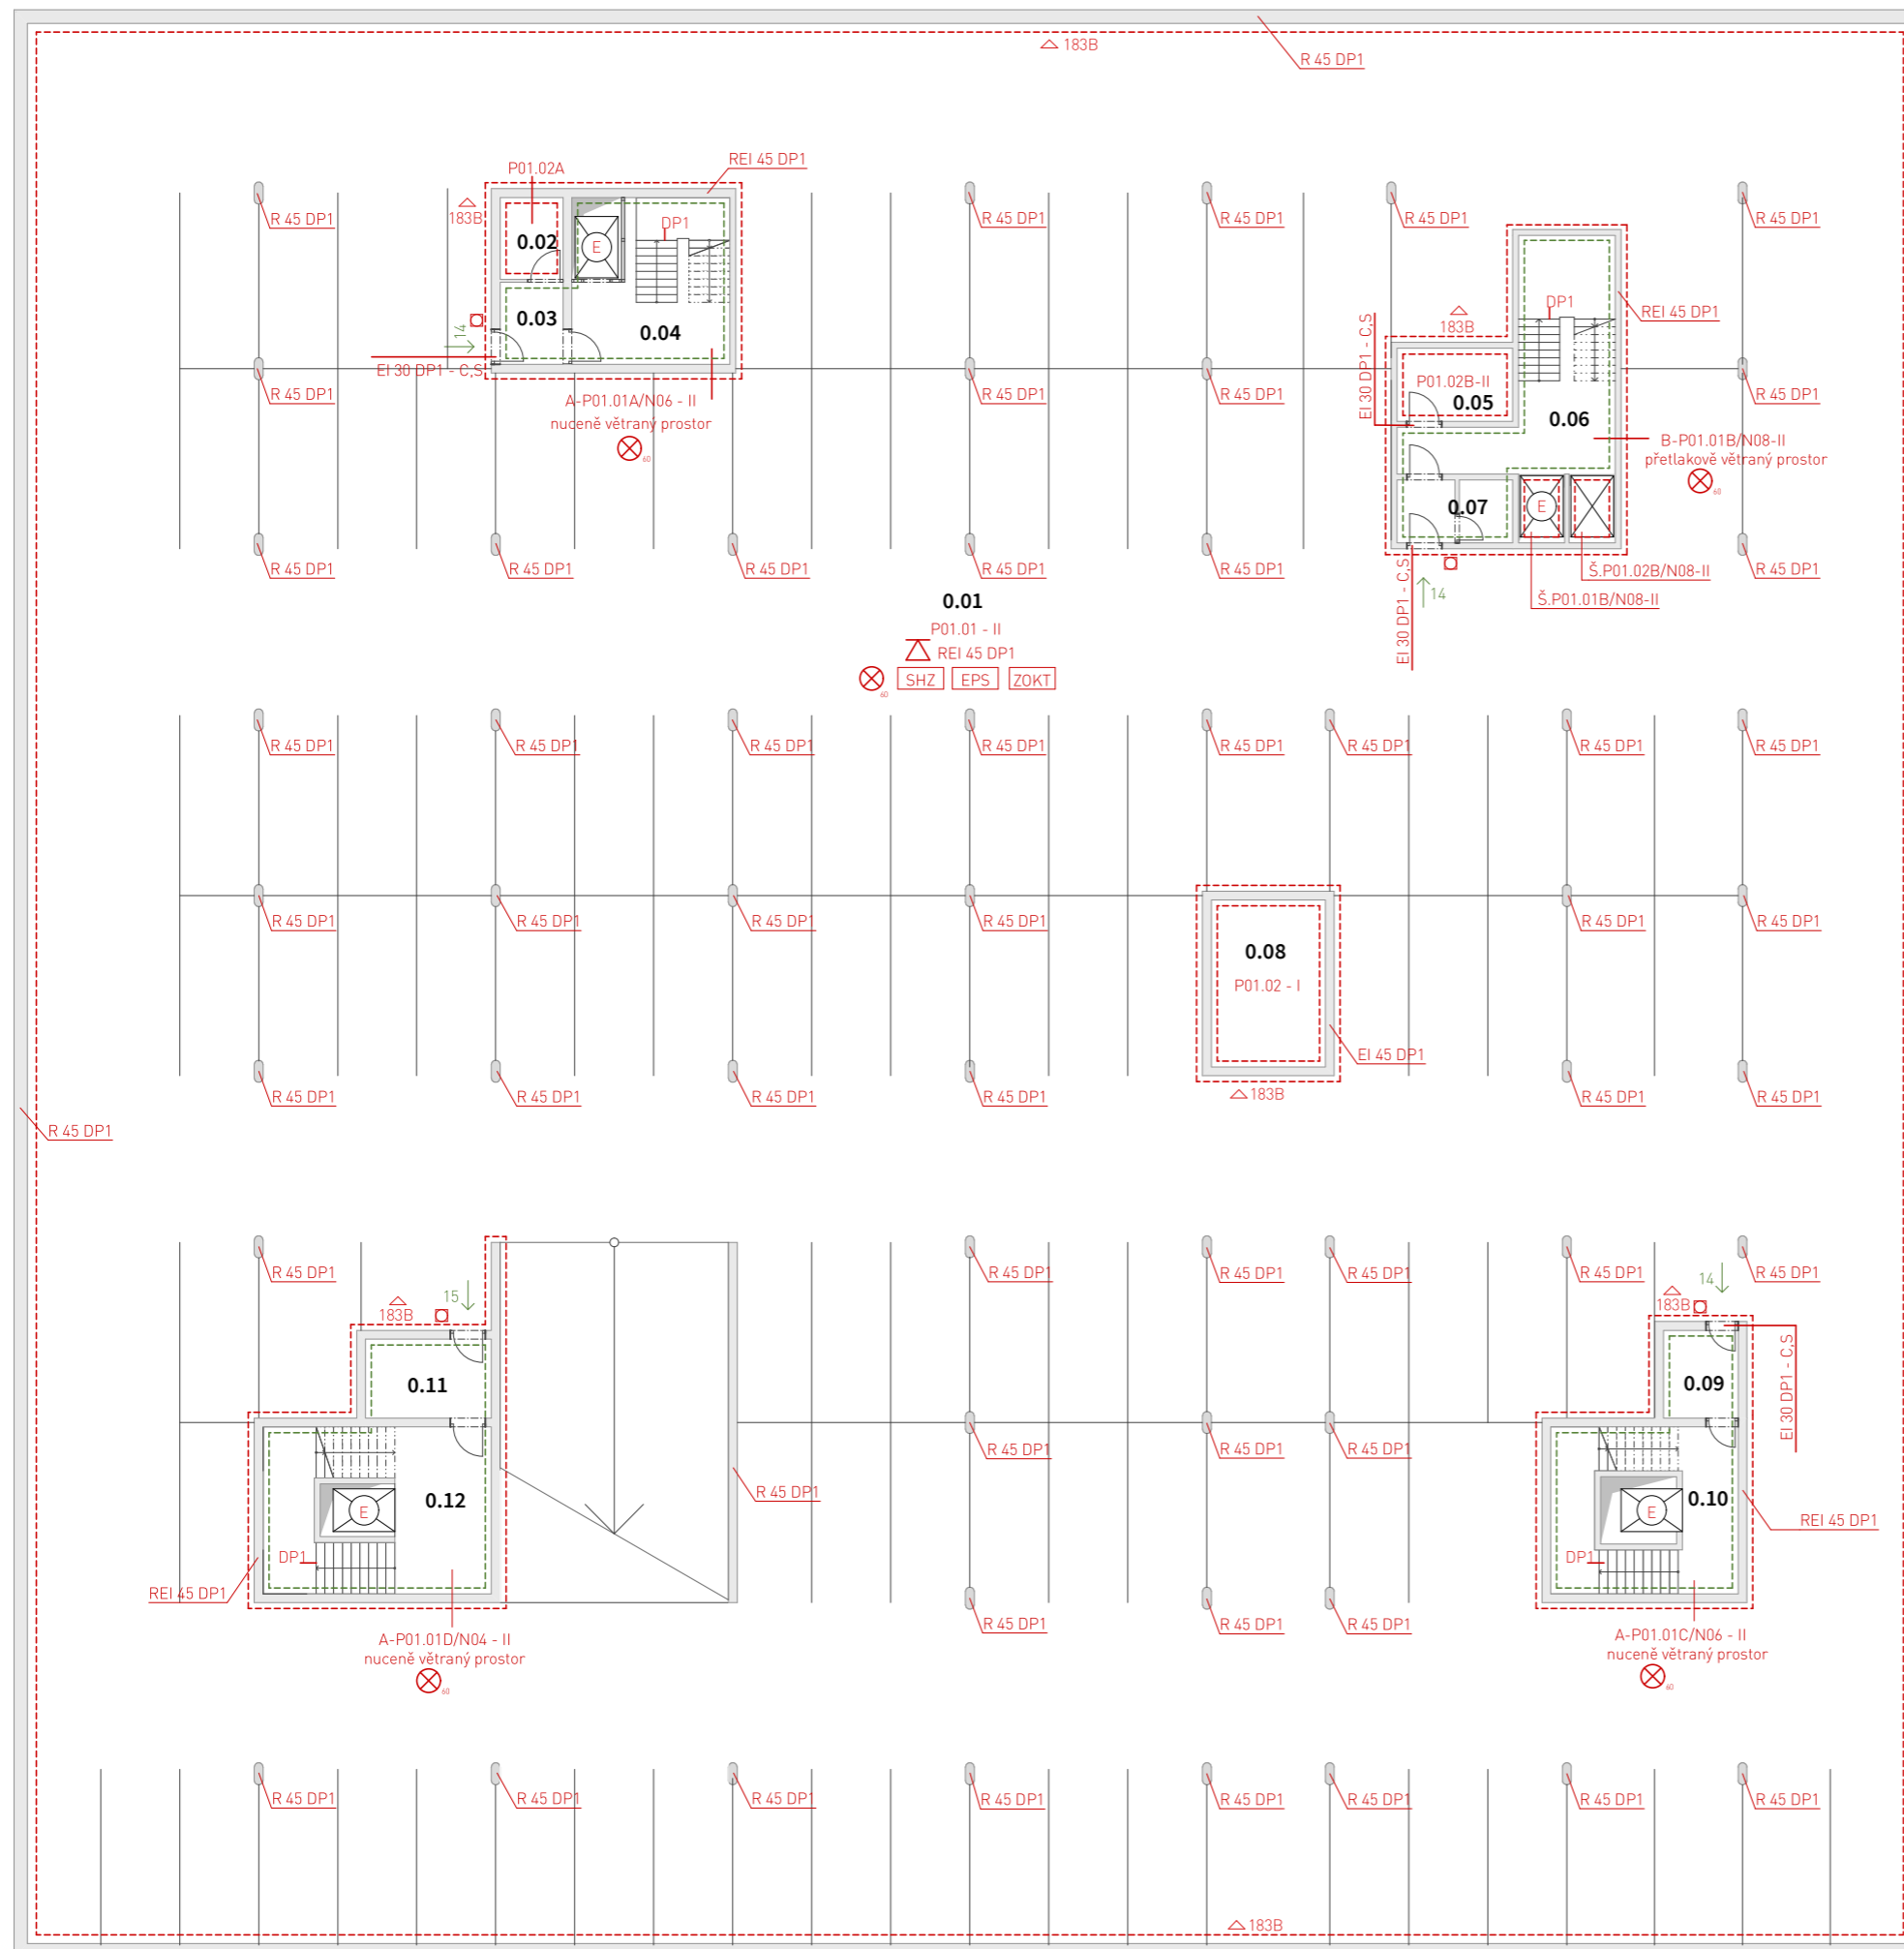 183B
R 45 DP1
P01.02A
REI 45 DP1
183B
R 45 DP1
DP1
0.02
E
R 45 DP1
R 45 DP1
R 45 DP1
R 45 DP1
0.03
0.04
14
EI 30 DP1 - C,S
R 45 DP1
A-P01.01A/N06 - II
nuceně větraný prostor
60
R 45 DP1
R 45 DP1
DP1
REI 45 DP1
183B
EI 30 DP1 - C,S
P01.02B-II
0.05
0.06
R 45 DP1
B-P01.01B/N08-II
přetlakově větraný prostor
60
0.07
E
R 45 DP1
R 45 DP1
R 45 DP1
R 45 DP1
R 45 DP1
R 45 DP1
Š.P01.02B/N08-II
Š.P01.01B/N08-II
EI 30 DP1 - C,S
14
0.01
P01.01 - II
REI 45 DP1
60
SHZ
EPS
ZOKT
R 45 DP1
R 45 DP1
R 45 DP1
R 45 DP1
R 45 DP1
R 45 DP1
R 45 DP1
R 45 DP1
R 45 DP1
R 45 DP1
R 45 DP1
R 45 DP1
R 45 DP1
R 45 DP1
0.08
P01.02 - I
EI 45 DP1
183B
R 45 DP1
R 45 DP1
R 45 DP1
R 45 DP1
R 45 DP1
R 45 DP1
R 45 DP1
R 45 DP1
R 45 DP1
R 45 DP1
R 45 DP1
R 45 DP1
R 45 DP1
15
183B
14
183B
0.11
0.09
EI 30 DP1 - C,S
R 45 DP1
R 45 DP1
R 45 DP1
0.12
E
R 45 DP1
0.10
E
REI 45 DP1
DP1
DP1
REI 45 DP1
R 45 DP1
R 45 DP1
R 45 DP1
A-P01.01D/N04 - II
nuceně větraný prostor
60
A-P01.01C/N06 - II
nuceně větraný prostor
60
R 45 DP1
R 45 DP1
R 45 DP1
R 45 DP1
R 45 DP1
R 45 DP1
R 45 DP1
R 45 DP1
183B